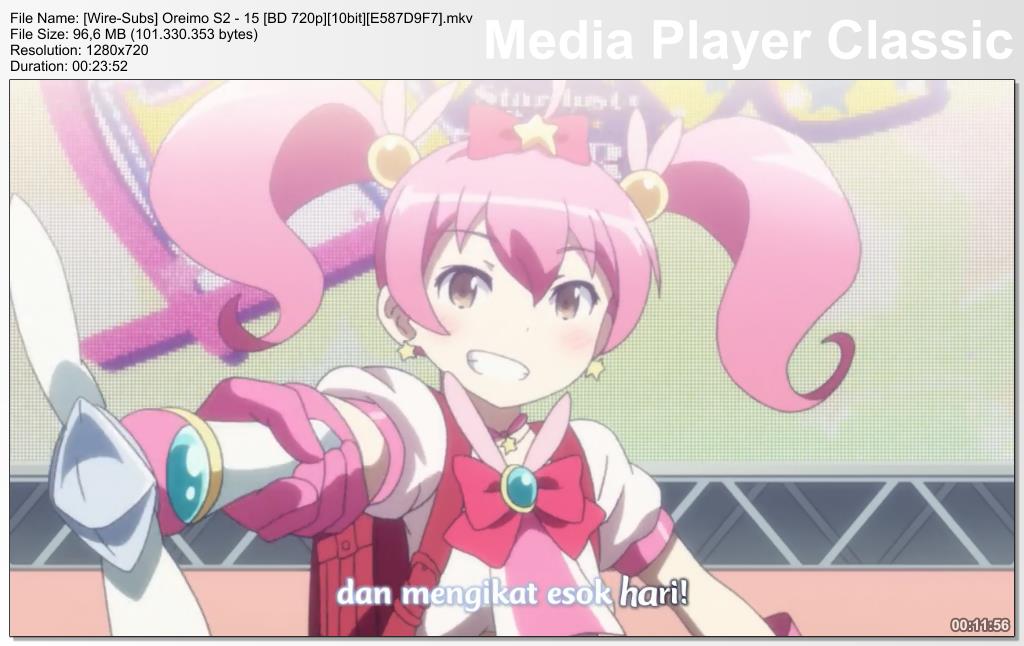 File Name: [Wire-Subs] Oreimo S2 - 15 [BD 720p][10bit][E587D9F7].mkv
File Size: 96,6 MB (101.330.353 bytes)
Resolution: 1280x720
Duration: 00:23:52
Media Player Classic
dan mengikat esok hari!
00:11:56